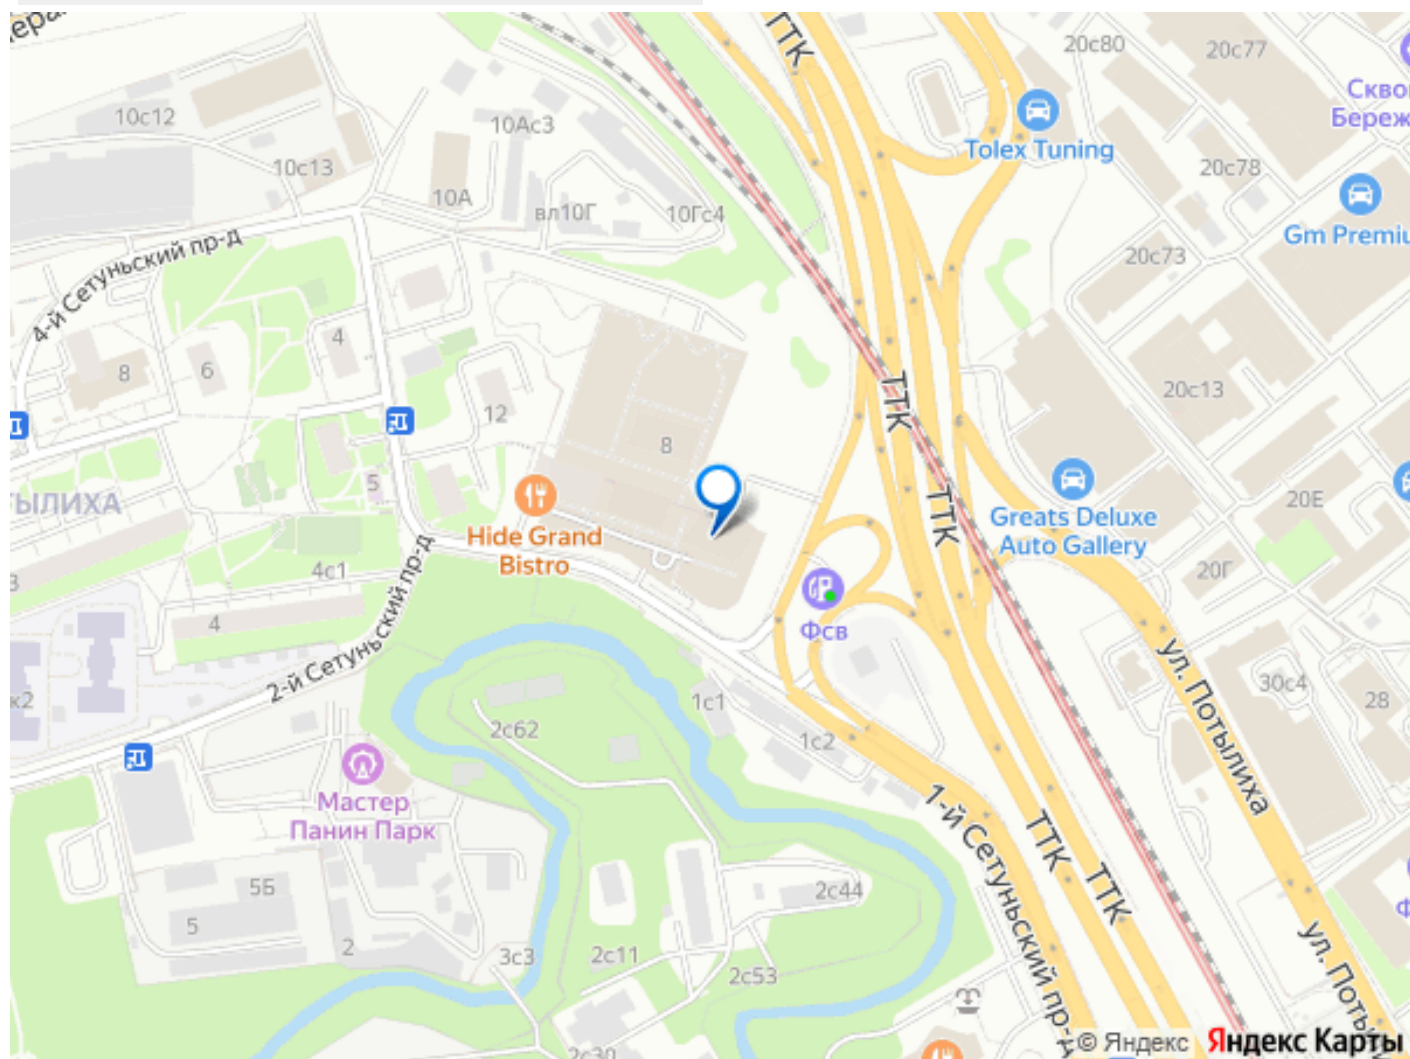 ТТК
20с80
20с77
10с12
10Ас3
Tolex Tuning
10с13
20с78
10А
вл10Г
10Гс4
Gm Premiu
4-й Сетуньский пр-д
20с73
4
8
6
ТТК
20с13
12
8
5
ТЫЛИХА
ТТК
20Е
Hide Grand
Bistro
Greats Deluxe
Auto Gallery
4с1
20Г
4
2-й Сетуньский пр-д
Фсв
ул. Потылиха
к2
1с1
30с4
28
2с62
1с2
Мастер
Панин Парк
1-й Сетуньский пр-д
ТТК
ТТК
5Б
2с44
5
2
3с3
2с11
2с53
ул. Потыл
2с30
© Яндекс Яндекс Карты